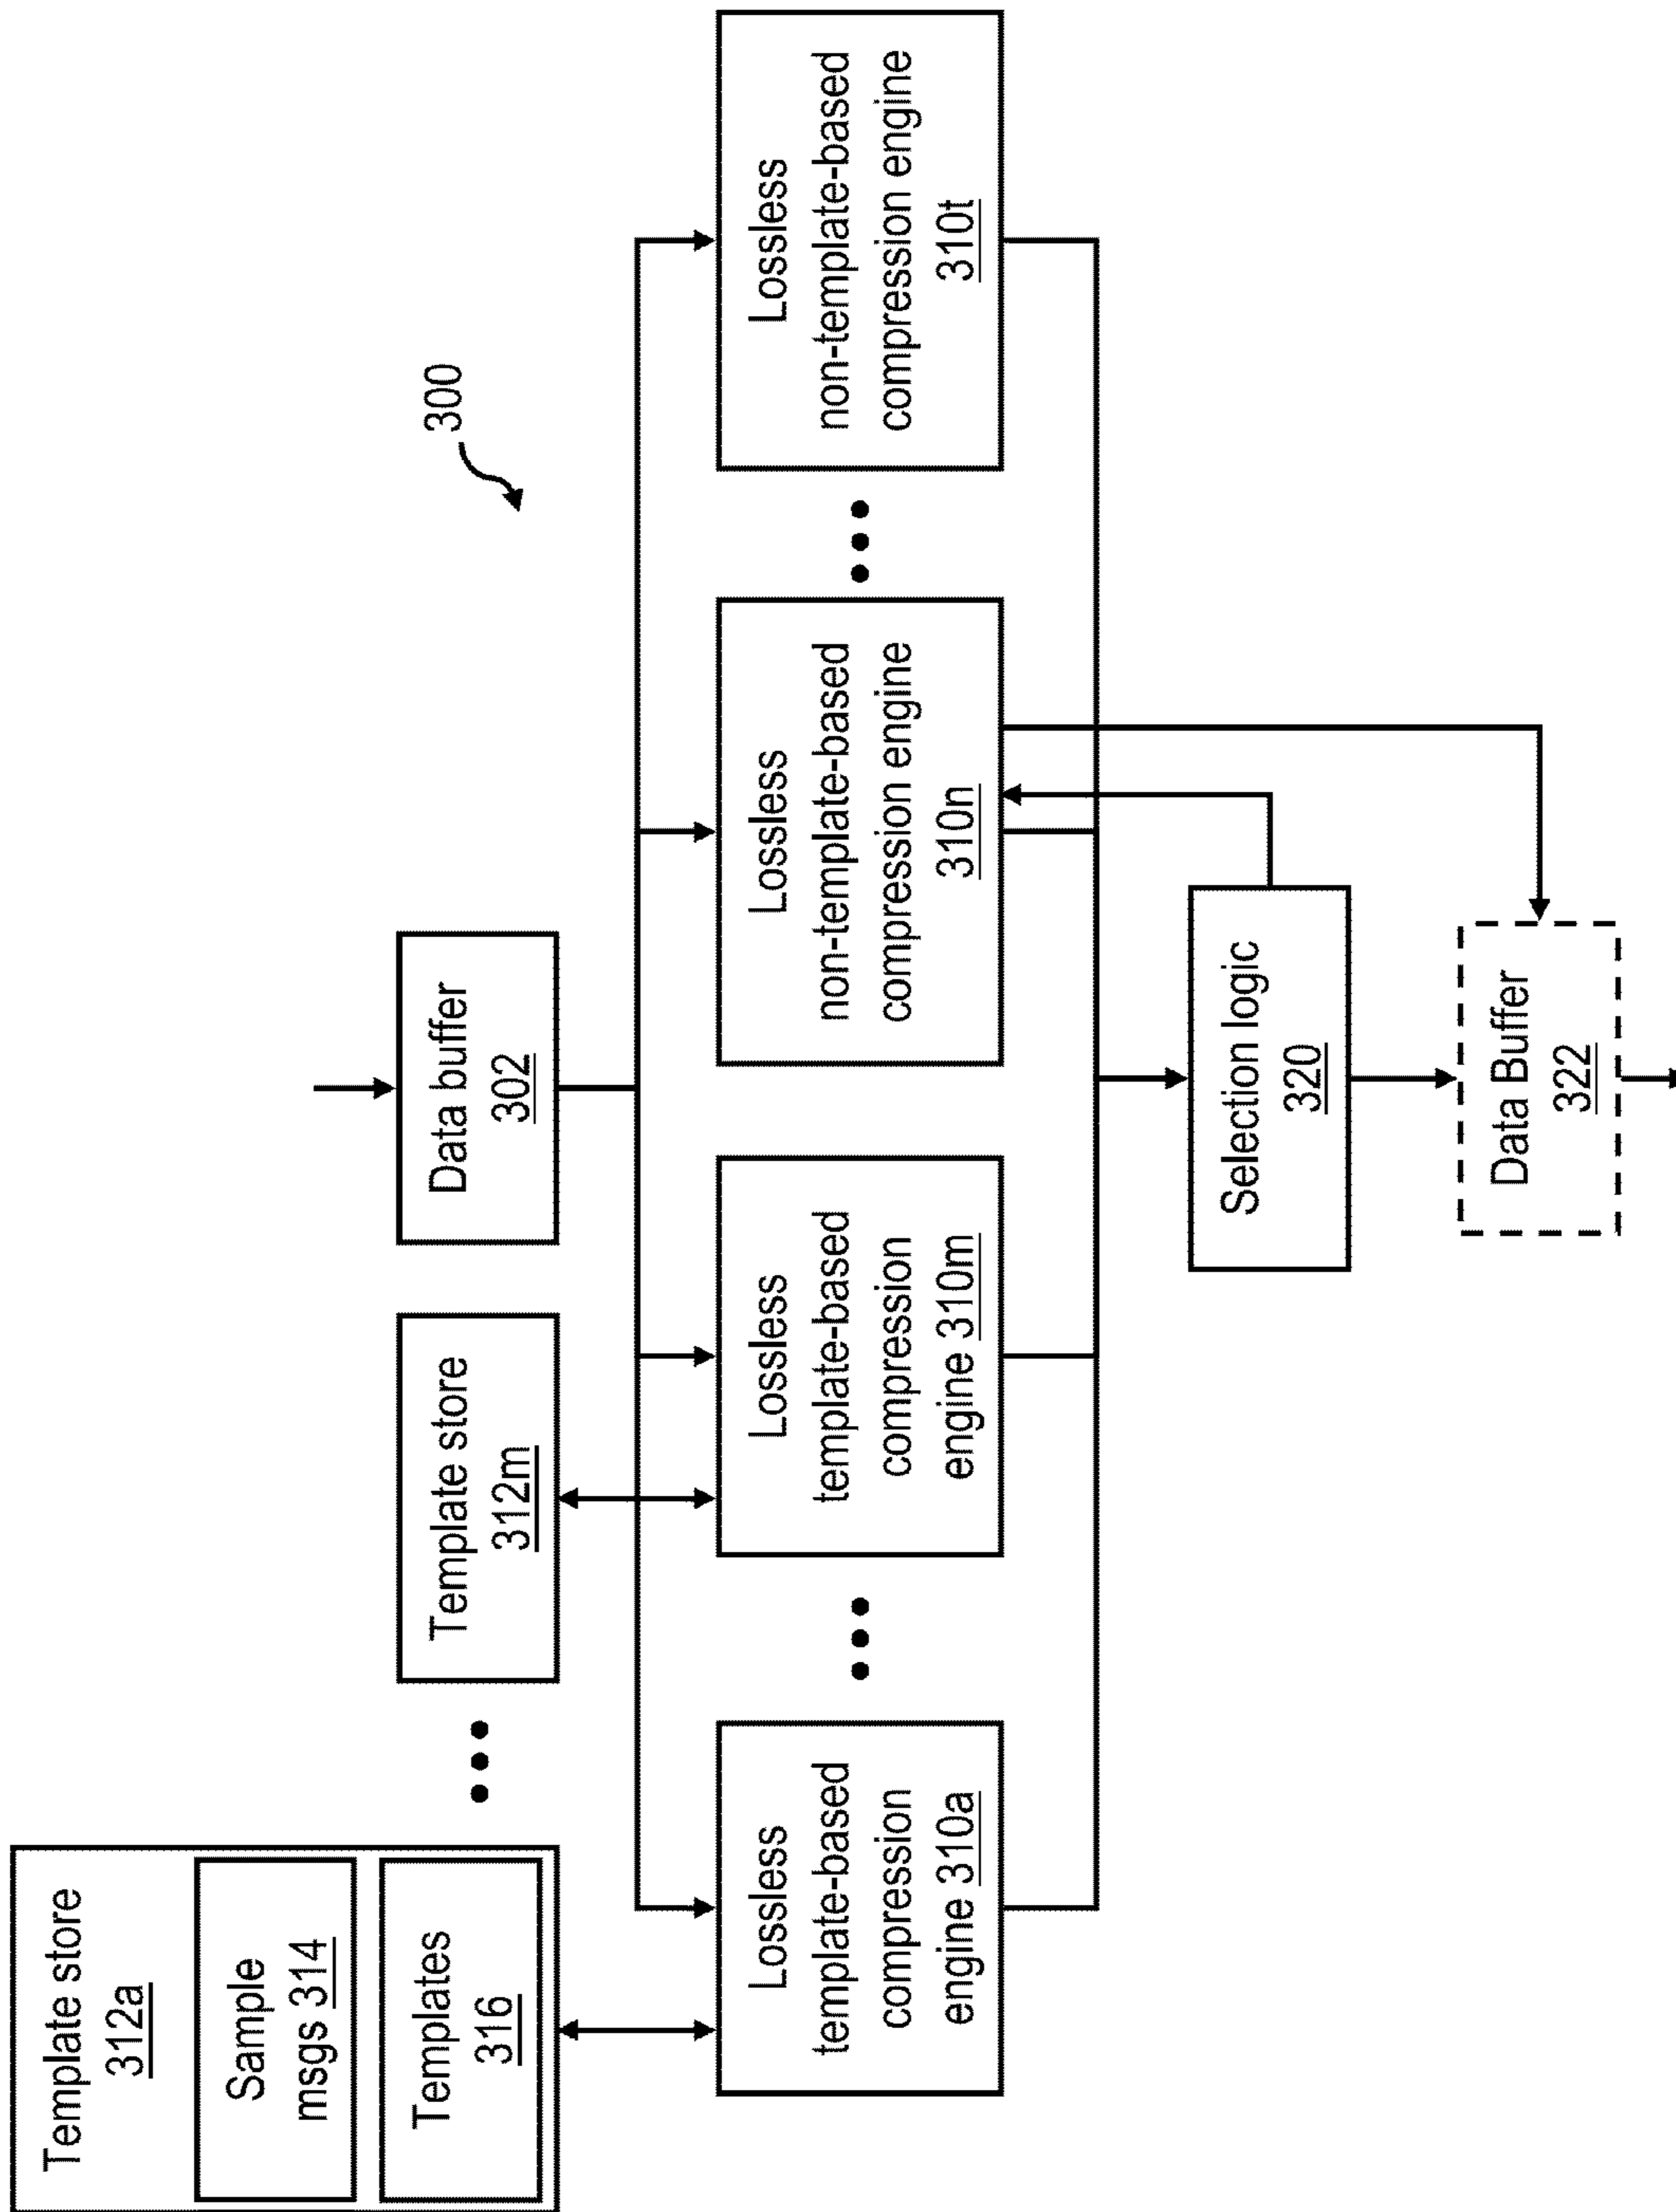 300
Template store
312a
Sample
msgs 314
Templates
316
Template store
312m
Data buffer
302
Lossless
template-based
compression
engine 310a
Lossless
template-based
compression
engine 310m
Lossless
non-template-based
compression engine
310n
Lossless
non-template-based
compression engine
310t
Selection logic
320
Data Buffer
322